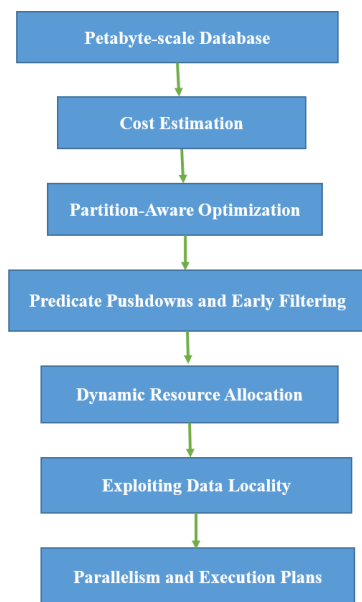 Petabyte-scale Database
Cost Estimation
Partition-Aware Optimization
Predicate Pushdowns and Early Filtering
Dynamic Resource Allocation
Exploiting Data Locality
Parallelism and Execution Plans